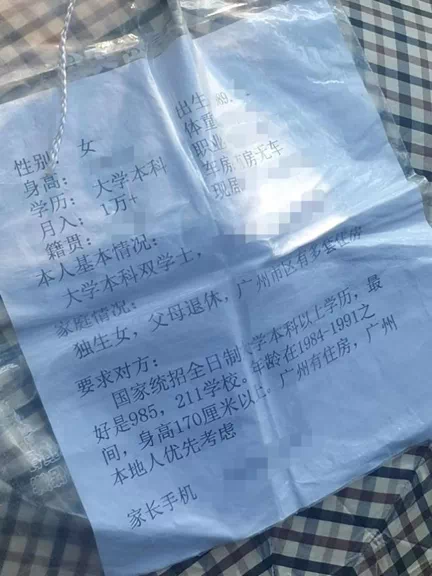 性别： 女 出生：89.
身高： 体重
学历： 大学本科 职业
月入： 1万+ 车房有房无车
籍贯： 现居
本人基本情况：
大学本科双学士，
家庭情况：
独生女，父母退休，广州市区有多套住房
要求对方：
国家统招全日制大学本科以上学历，最
好是985，211学校。年龄在1984-1991之
间，身高170厘米以上，广州有住房，广州
本地人优先考虑
家长手机